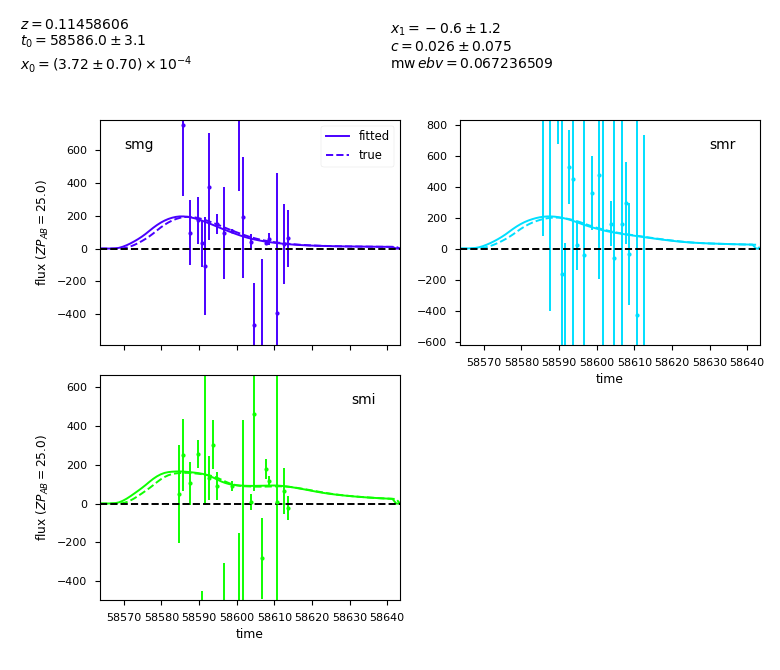 z = 0.11458606
t₀ = 58586.0 ± 3.1
x₀ = (3.72 ± 0.70) × 10⁻⁴
x₁ = −0.6 ± 1.2
c = 0.026 ± 0.075
mw ebv = 0.067236509
smg
fitted
true
600
400
200
0
−200
−400
flux (ZP_AB = 25.0)
smr
800
600
400
200
0
−200
−400
−600
58570 58580 58590 58600 58610 58620 58630 58640
time
smi
600
400
200
0
−200
−400
flux (ZP_AB = 25.0)
58570 58580 58590 58600 58610 58620 58630 58640
time